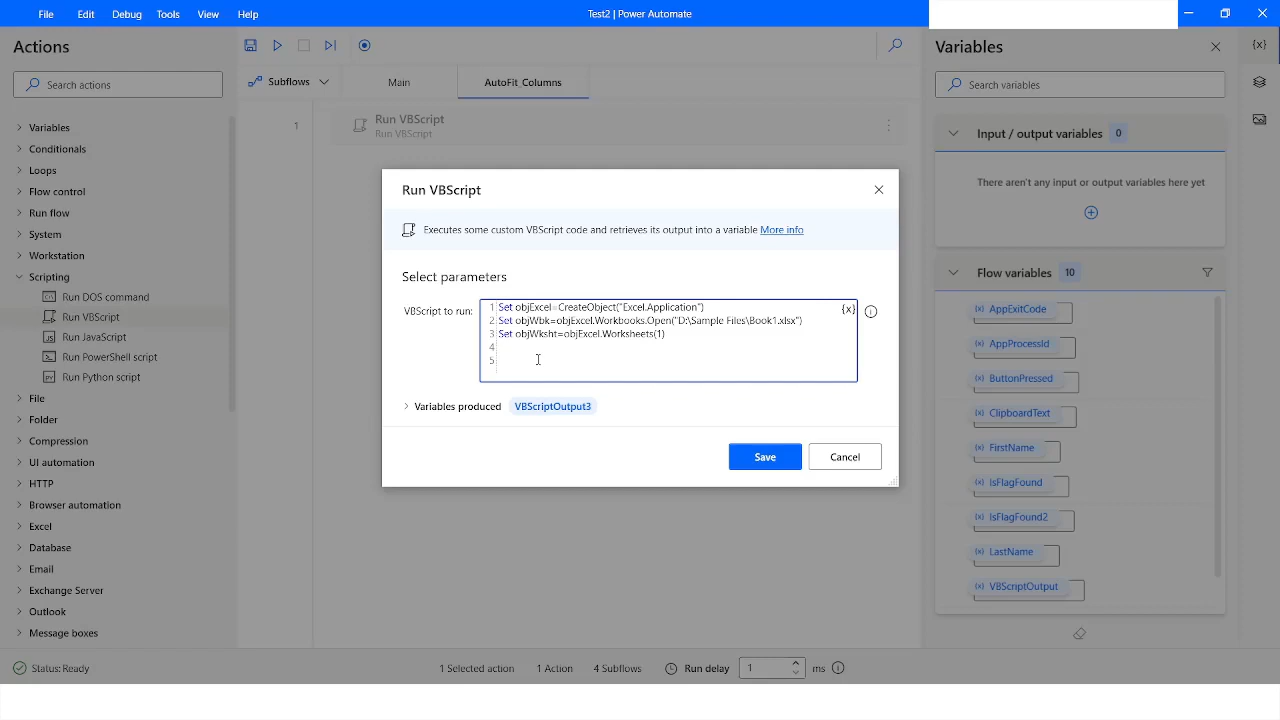 File Edit Debug Tools View Help
Test2 | Power Automate
Actions
Search actions
Variables
Conditionals
Loops
Flow control
Run flow
System
Workstation
Scripting
Run DOS command
Run VBScript
Run JavaScript
Run PowerShell script
Run Python script
File
Folder
Compression
UI automation
HTTP
Browser automation
Excel
Database
Email
Exchange Server
Outlook
Message boxes
Subflows
Main
AutoFit_Columns
1
Run VBScript
Run VBScript
Run VBScript
Executes some custom VBScript code and retrieves its output into a variable More info
Select parameters
VBScript to run:
1 Set objExcel=CreateObject("Excel.Application")
2 Set objWbk=objExcel.Workbooks.Open("D:\Sample Files\Book1.xlsx")
3 Set objWksht=objExcel.Worksheets(1)
4
5
{x}
Variables produced VBScriptOutput3
Save
Cancel
Variables
{x}
Search variables
Input / output variables 0
There aren't any input or output variables here yet
Flow variables 10
{x} AppExitCode
{x} AppProcessId
{x} ButtonPressed
{x} ClipboardText
{x} FirstName
{x} IsFlagFound
{x} IsFlagFound2
{x} LastName
{x} VBScriptOutput
Status: Ready
1 Selected action
1 Action
4 Subflows
Run delay
1
ms